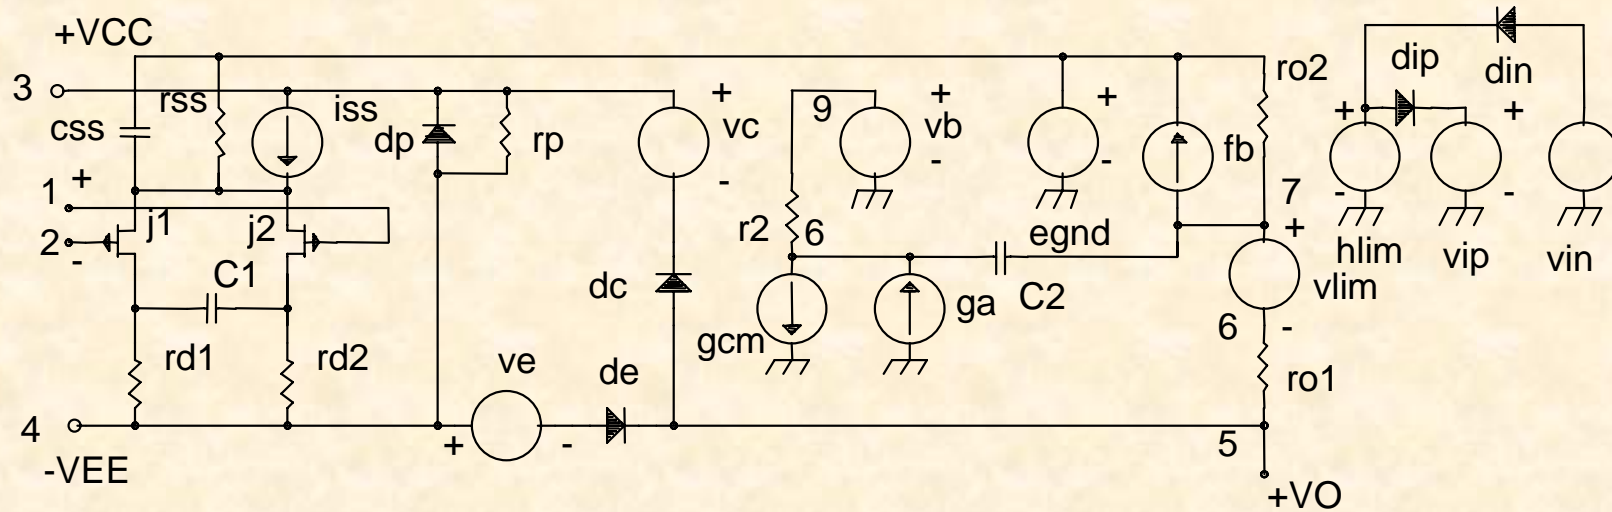 +VCC
3
rss
css
iss
dp
rp
+
vc
-
9
+
vb
-
+
-
fb
ro2
dip
din
+
-
+
-
hlim
vip
vin
1
+
2
-
j1
j2
C1
r2
6
egnd
7
+
vlim
-
6
dc
gcm
ga
C2
rd1
rd2
ve
de
ro1
4
-VEE
+
-
5
+VO